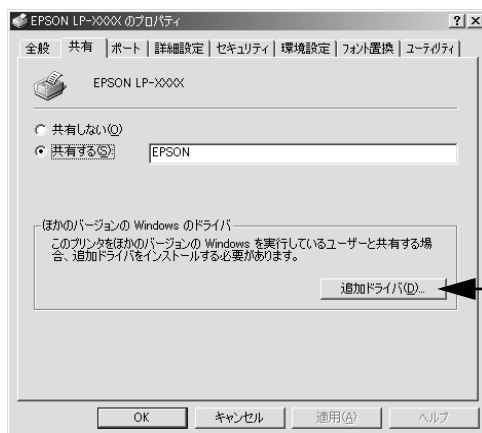 EPSON LP-XXXX のプロパティ
? ×
全般 共有 ポート 詳細設定 セキュリティ 環境設定 フォント置換 ユーティリティ
EPSON LP-XXXX
共有しない(O)
共有する(S): EPSON
ほかのバージョンの Windows のドライバ
このプリンタをほかのバージョンの Windows を実行しているユーザーと共有する場
合、追加ドライバをインストールする必要があります。
追加ドライバ(D)...
OK キャンセル 適用(A) ヘルプ